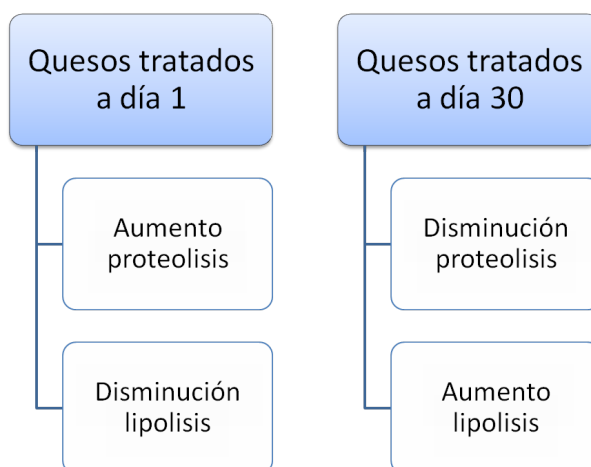 Quesos tratados
a día 1
Aumento
proteolisis
Disminución
lipolisis
Quesos tratados
a día 30
Disminución
proteolisis
Aumento
lipolisis